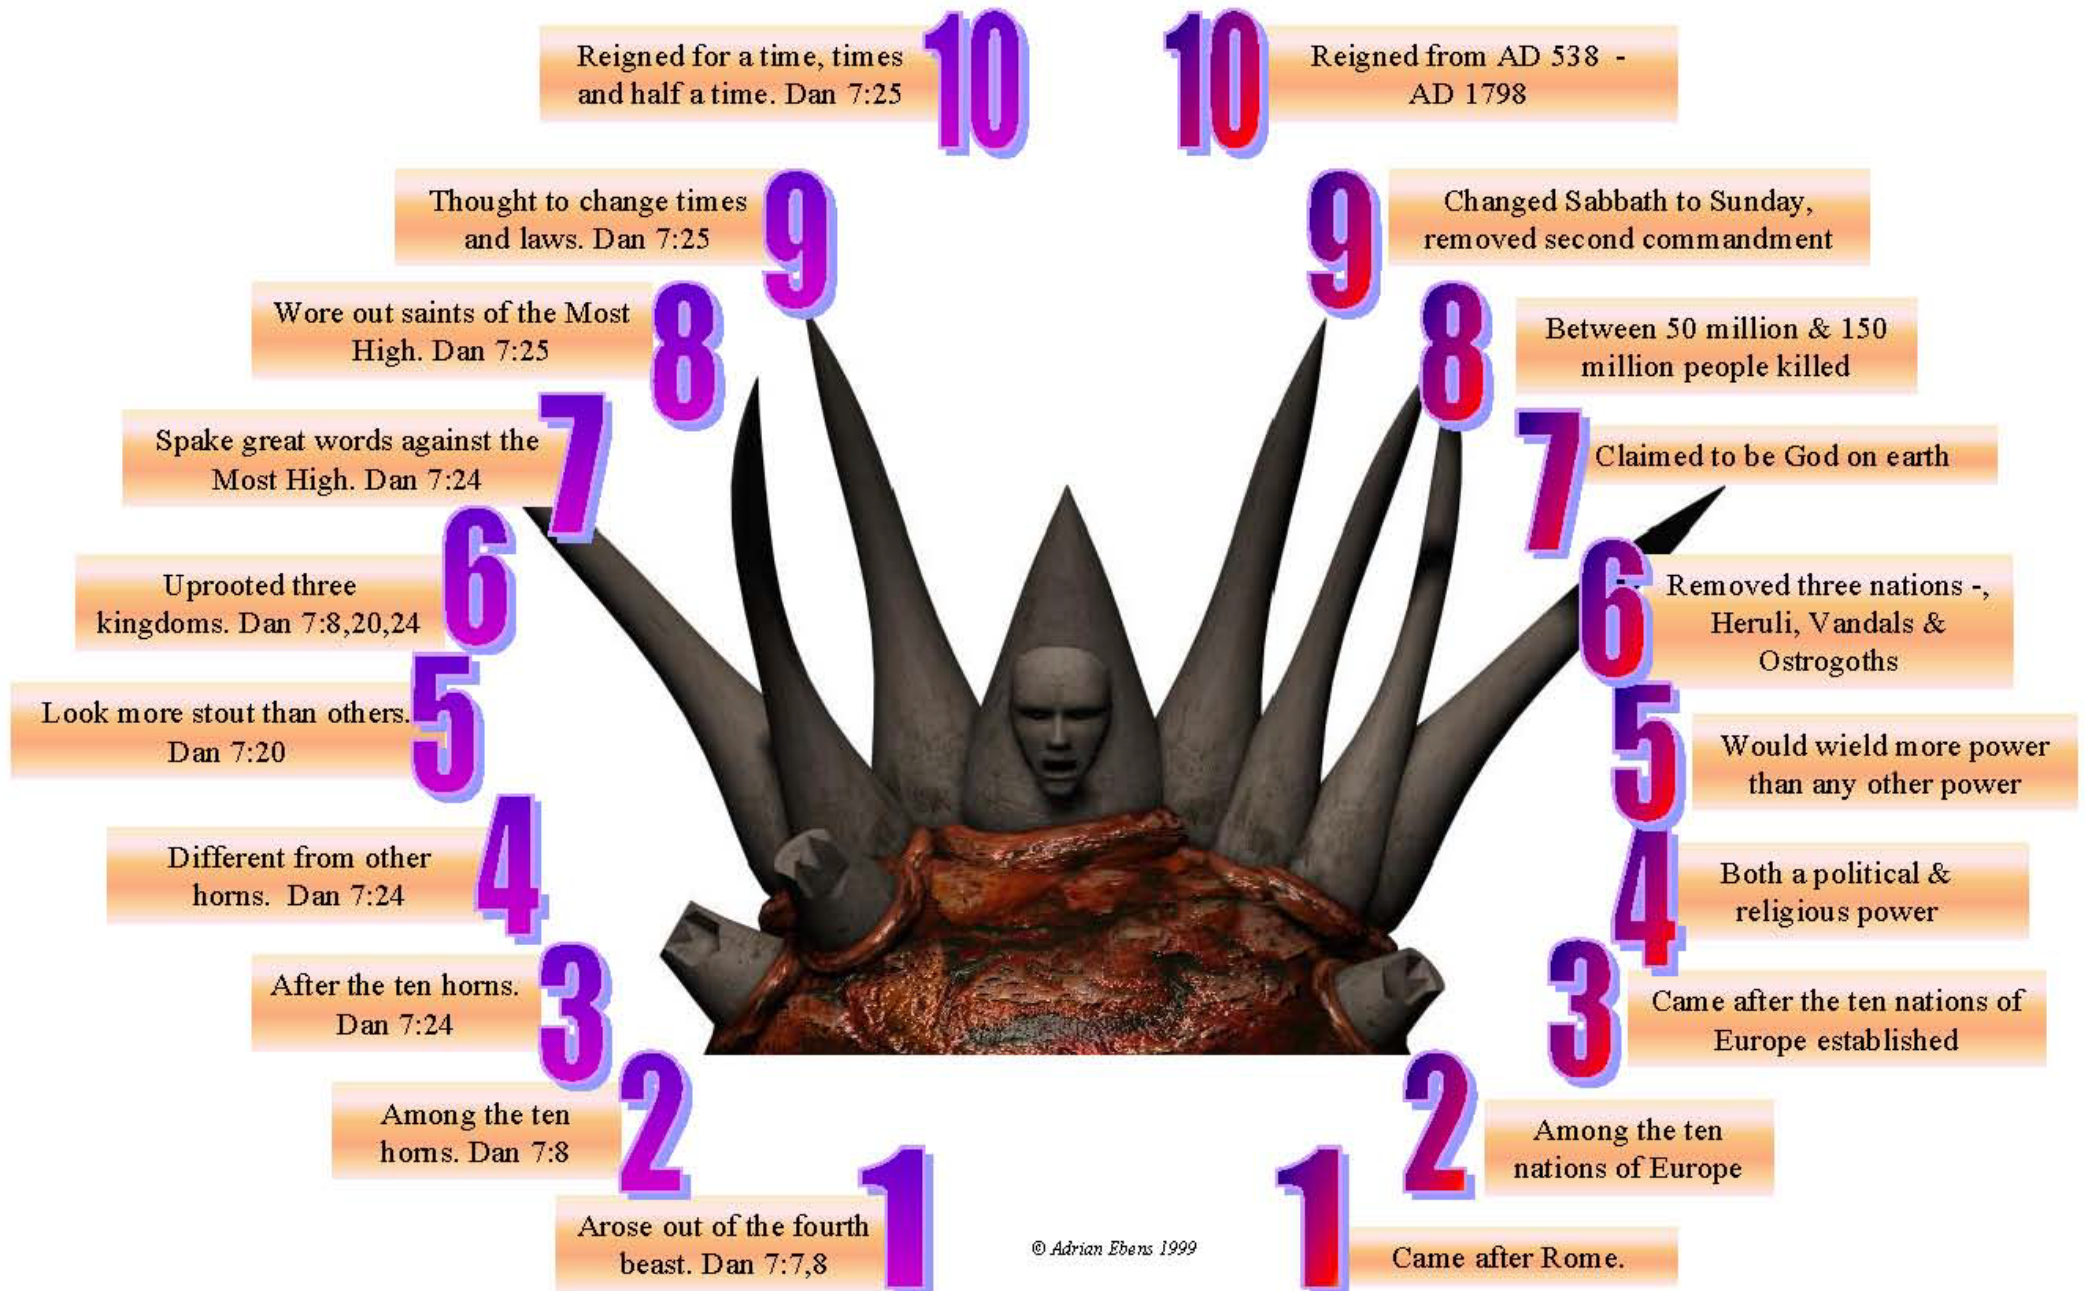 10
Reigned for a time, times
and half a time. Dan 7:25
10
Reigned from AD 538 -
AD 1798
9
Thought to change times
and laws. Dan 7:25
9
Changed Sabbath to Sunday,
removed second commandment
8
Wore out saints of the Most
High. Dan 7:25
8
Between 50 million & 150
million people killed
7
Spake great words against the
Most High. Dan 7:24
7
Claimed to be God on earth
6
Uprooted three
kingdoms. Dan 7:8,20,24
6
Removed three nations -,
Heruli, Vandals &
Ostrogoths
5
Look more stout than others.
Dan 7:20
5
Would wield more power
than any other power
4
Different from other
horns. Dan 7:24
4
Both a political &
religious power
3
After the ten horns.
Dan 7:24
3
Came after the ten nations of
Europe established
2
Among the ten
horns. Dan 7:8
2
Among the ten
nations of Europe
1
Arose out of the fourth
beast. Dan 7:7,8
1
Came after Rome.
© Adrian Ebens 1999